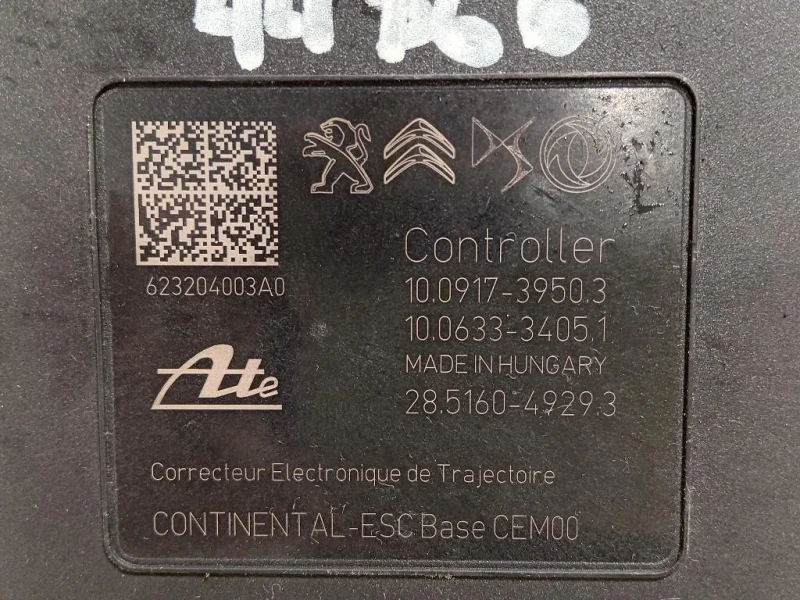 623204003A0
Controller
10.0917-3950.3
10.0633-3405.1
MADE IN HUNGARY
28.5160-4929.3
Ate
Correcteur Electronique de Trajectoire
CONTINENTAL-ESC Base CEM00